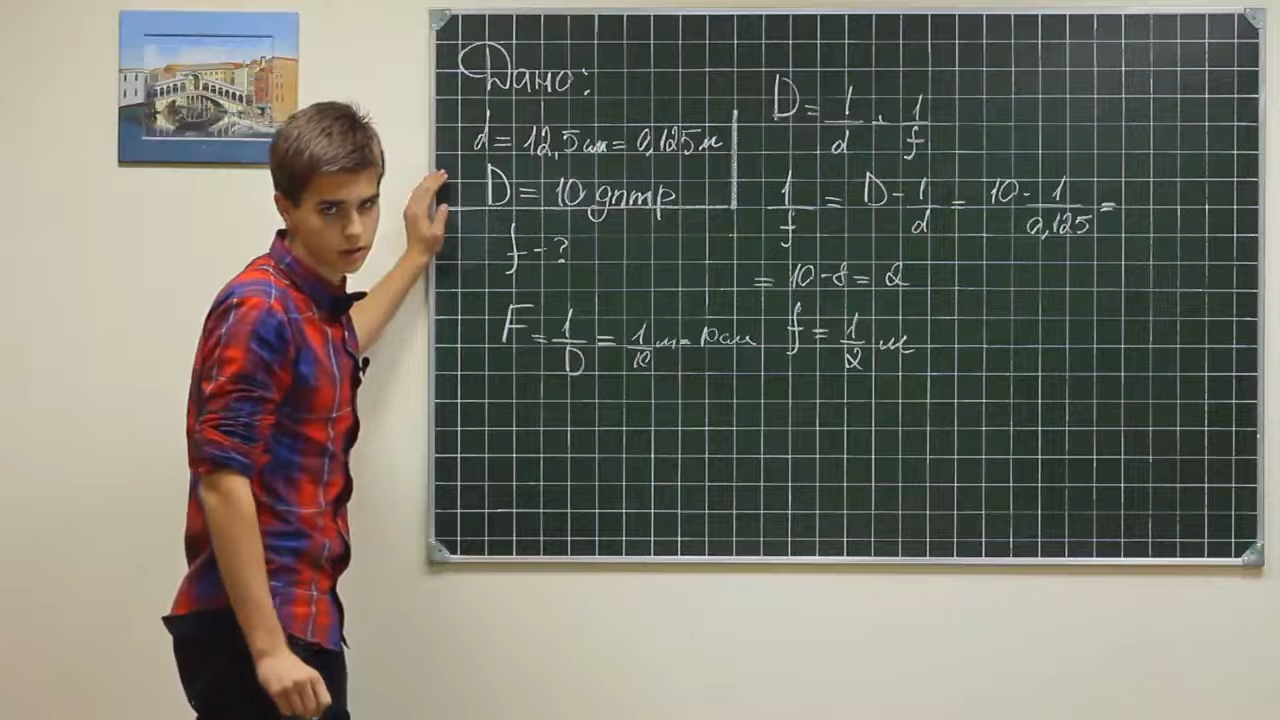 Дано:
d = 12,5 см = 0,125 м
D = 10 дптр
f - ?
F = 1/D = 1/10 м = 10 см
D = 1/d + 1/f
1/f = D - 1/d = 10 - 1/0,125 =
= 10 - 8 = 2
f = 1/2 м